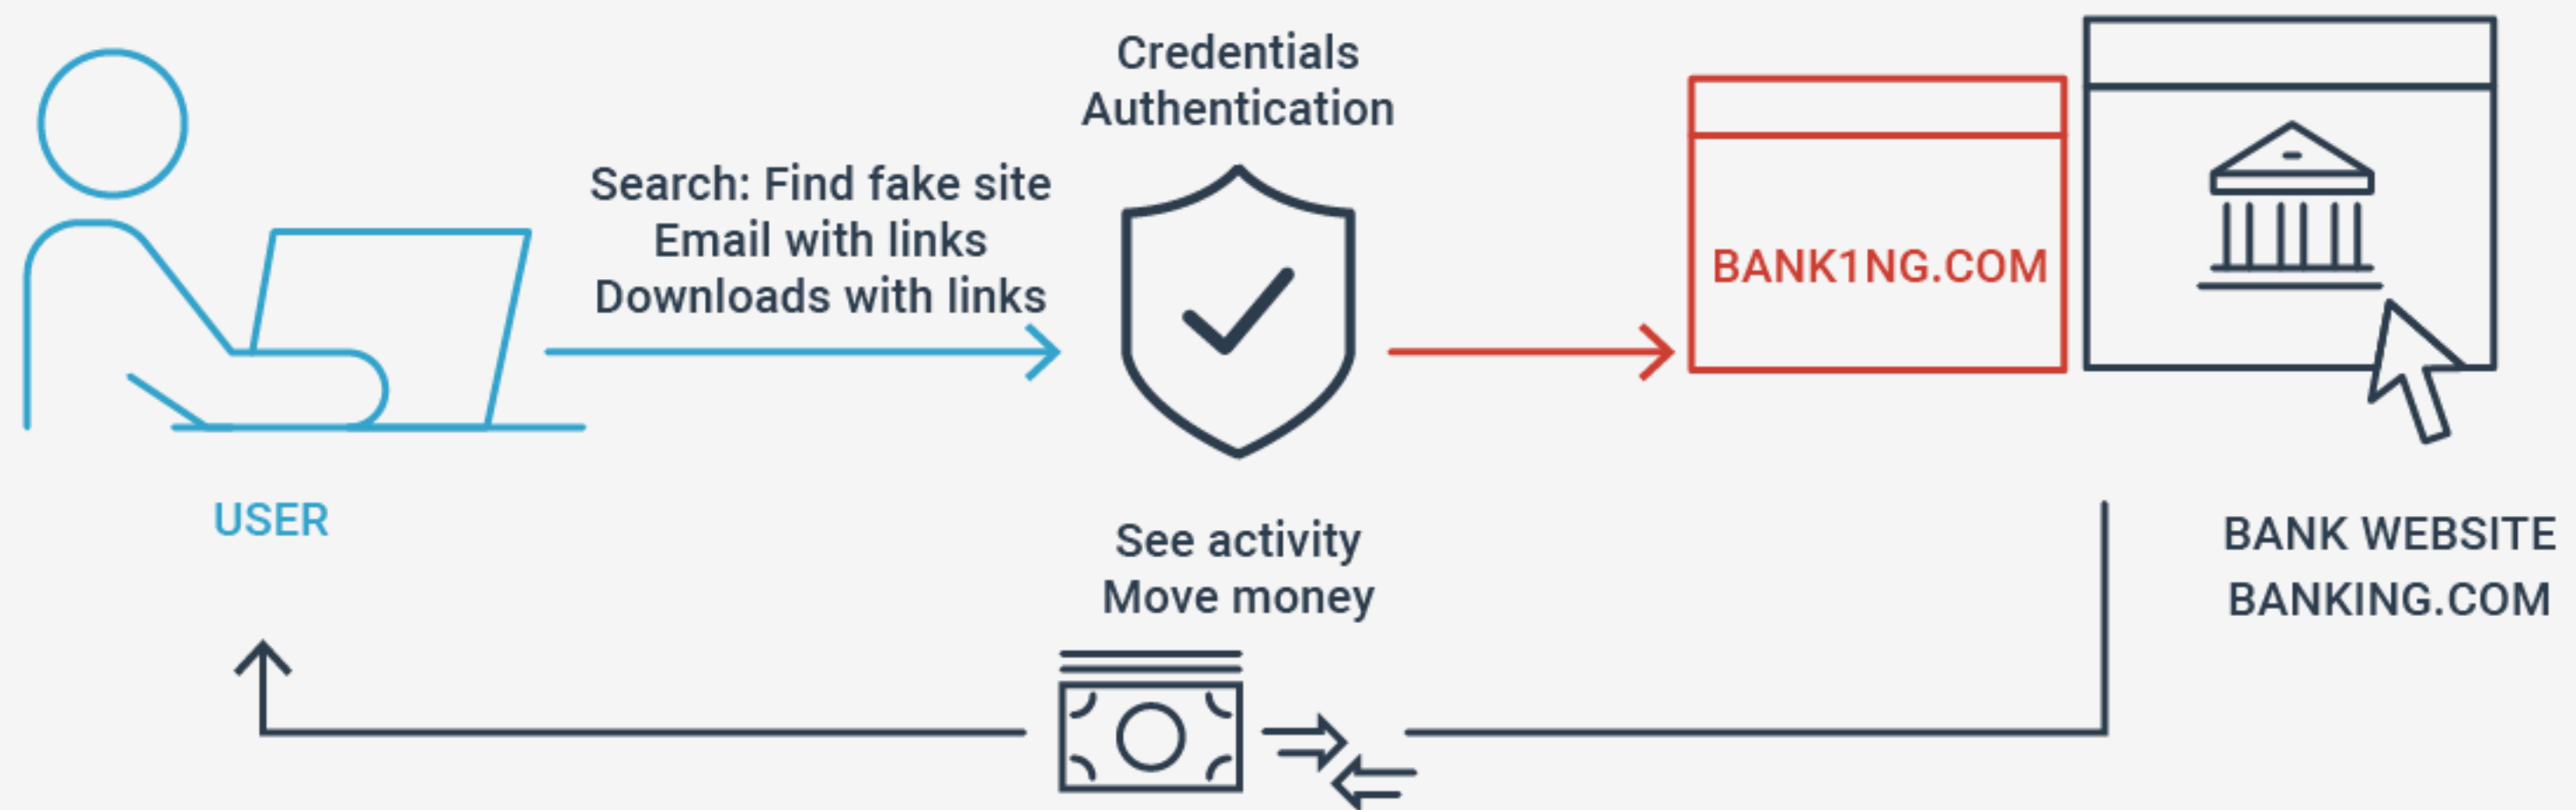 Credentials
Authentication
Search: Find fake site
Email with links
Downloads with links
BANK1NG.COM
USER
See activity
Move money
BANK WEBSITE
BANKING.COM